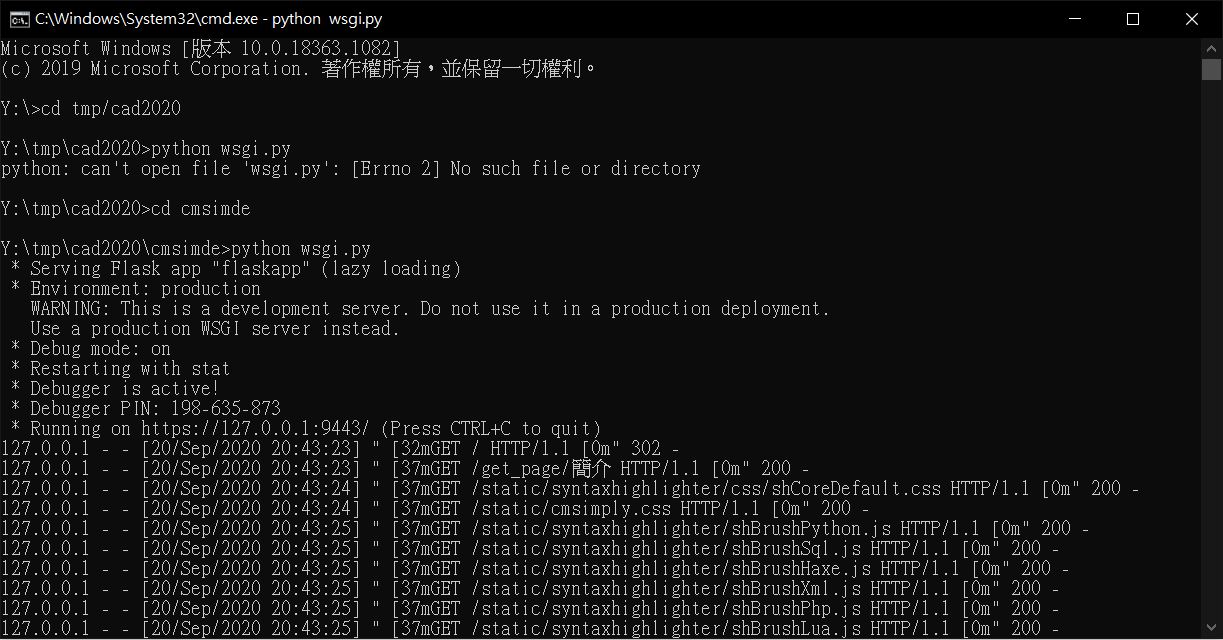 C:\Windows\System32\cmd.exe - python  wsgi.py
Microsoft Windows [版本 10.0.18363.1082]
(c) 2019 Microsoft Corporation. 著作權所有，並保留一切權利。
Y:\>cd tmp/cad2020
Y:\tmp\cad2020>python wsgi.py
python: can't open file 'wsgi.py': [Errno 2] No such file or directory
Y:\tmp\cad2020>cd cmsimde
Y:\tmp\cad2020\cmsimde>python wsgi.py
 * Serving Flask app "flaskapp" (lazy loading)
 * Environment: production
   WARNING: This is a development server. Do not use it in a production deployment.
   Use a production WSGI server instead.
 * Debug mode: on
 * Restarting with stat
 * Debugger is active!
 * Debugger PIN: 198-635-873
 * Running on https://127.0.0.1:9443/ (Press CTRL+C to quit)
127.0.0.1 - - [20/Sep/2020 20:43:23] " [32mGET / HTTP/1.1 [0m" 302 -
127.0.0.1 - - [20/Sep/2020 20:43:23] " [37mGET /get_page/簡介 HTTP/1.1 [0m" 200 -
127.0.0.1 - - [20/Sep/2020 20:43:24] " [37mGET /static/syntaxhighlighter/css/shCoreDefault.css HTTP/1.1 [0m" 200 -
127.0.0.1 - - [20/Sep/2020 20:43:24] " [37mGET /static/cmsimply.css HTTP/1.1 [0m" 200 -
127.0.0.1 - - [20/Sep/2020 20:43:25] " [37mGET /static/syntaxhighlighter/shBrushPython.js HTTP/1.1 [0m" 200 -
127.0.0.1 - - [20/Sep/2020 20:43:25] " [37mGET /static/syntaxhighlighter/shBrushSql.js HTTP/1.1 [0m" 200 -
127.0.0.1 - - [20/Sep/2020 20:43:25] " [37mGET /static/syntaxhighlighter/shBrushHaxe.js HTTP/1.1 [0m" 200 -
127.0.0.1 - - [20/Sep/2020 20:43:25] " [37mGET /static/syntaxhighlighter/shBrushXml.js HTTP/1.1 [0m" 200 -
127.0.0.1 - - [20/Sep/2020 20:43:25] " [37mGET /static/syntaxhighlighter/shBrushPhp.js HTTP/1.1 [0m" 200 -
127.0.0.1 - - [20/Sep/2020 20:43:25] " [37mGET /static/syntaxhighlighter/shBrushLua.js HTTP/1.1 [0m" 200 -